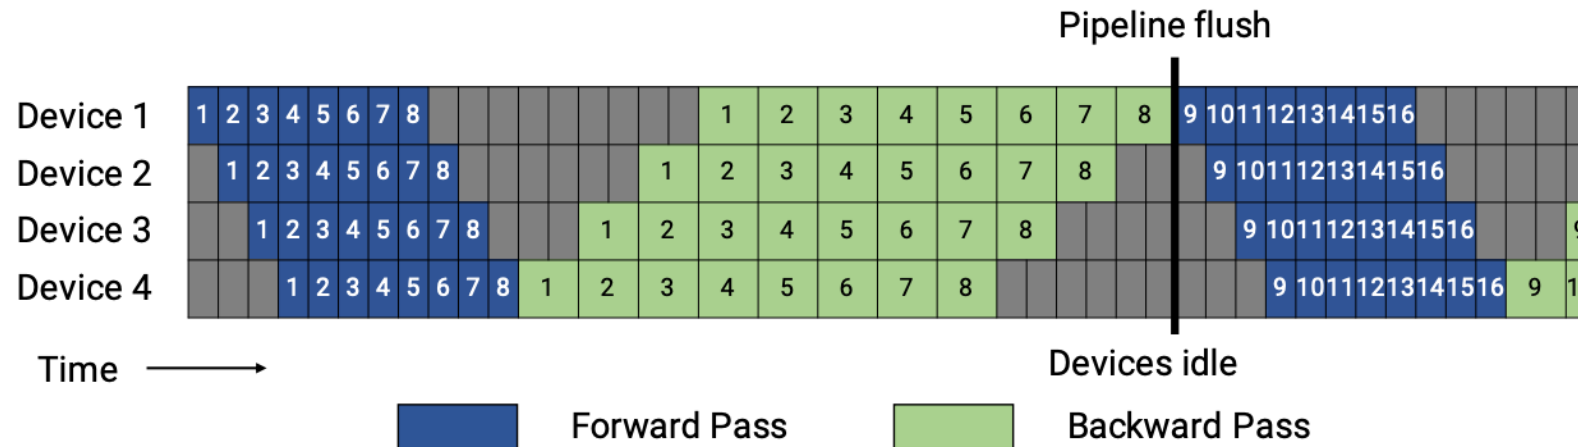 Pipeline flush
Device 1 1 2 3 4 5 6 7 8 1 2 3 4 5 6 7 8 9 10 11 12 13 14 15 16
Device 2 1 2 3 4 5 6 7 8 1 2 3 4 5 6 7 8 9 10 11 12 13 14 15 16
Device 3 1 2 3 4 5 6 7 8 1 2 3 4 5 6 7 8 9 10 11 12 13 14 15 16
Device 4 1 2 3 4 5 6 7 8 1 2 3 4 5 6 7 8 9 10 11 12 13 14 15 16 9
Time Devices idle
Forward Pass Backward Pass